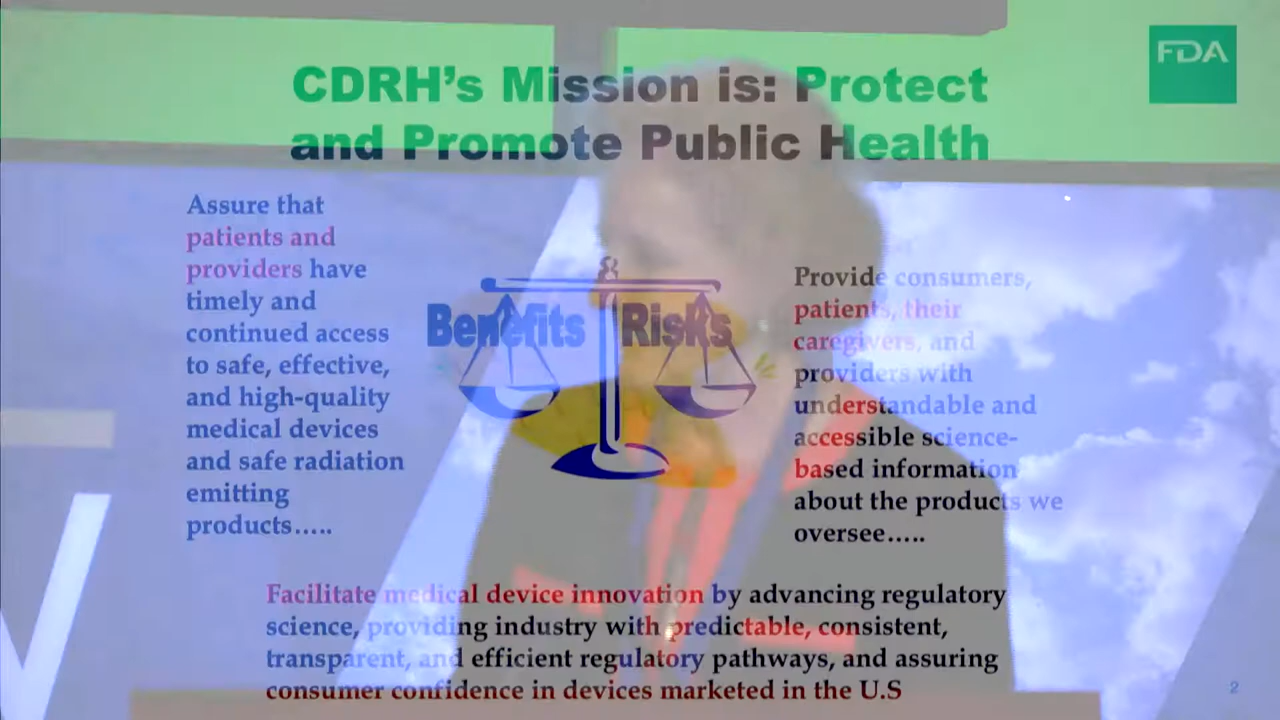 FDA
CDRH's Mission is: Protect
and Promote Public Health
Assure that
patients and
providers have
timely and
continued access
to safe, effective,
and high-quality
medical devices
and safe radiation
emitting
products…..
Benefits Risks
Provide consumers,
patients, their
caregivers, and
providers with
understandable and
accessible science-
based information
about the products we
oversee…..
Facilitate medical device innovation by advancing regulatory
science, providing industry with predictable, consistent,
transparent, and efficient regulatory pathways, and assuring
consumer confidence in devices marketed in the U.S
2